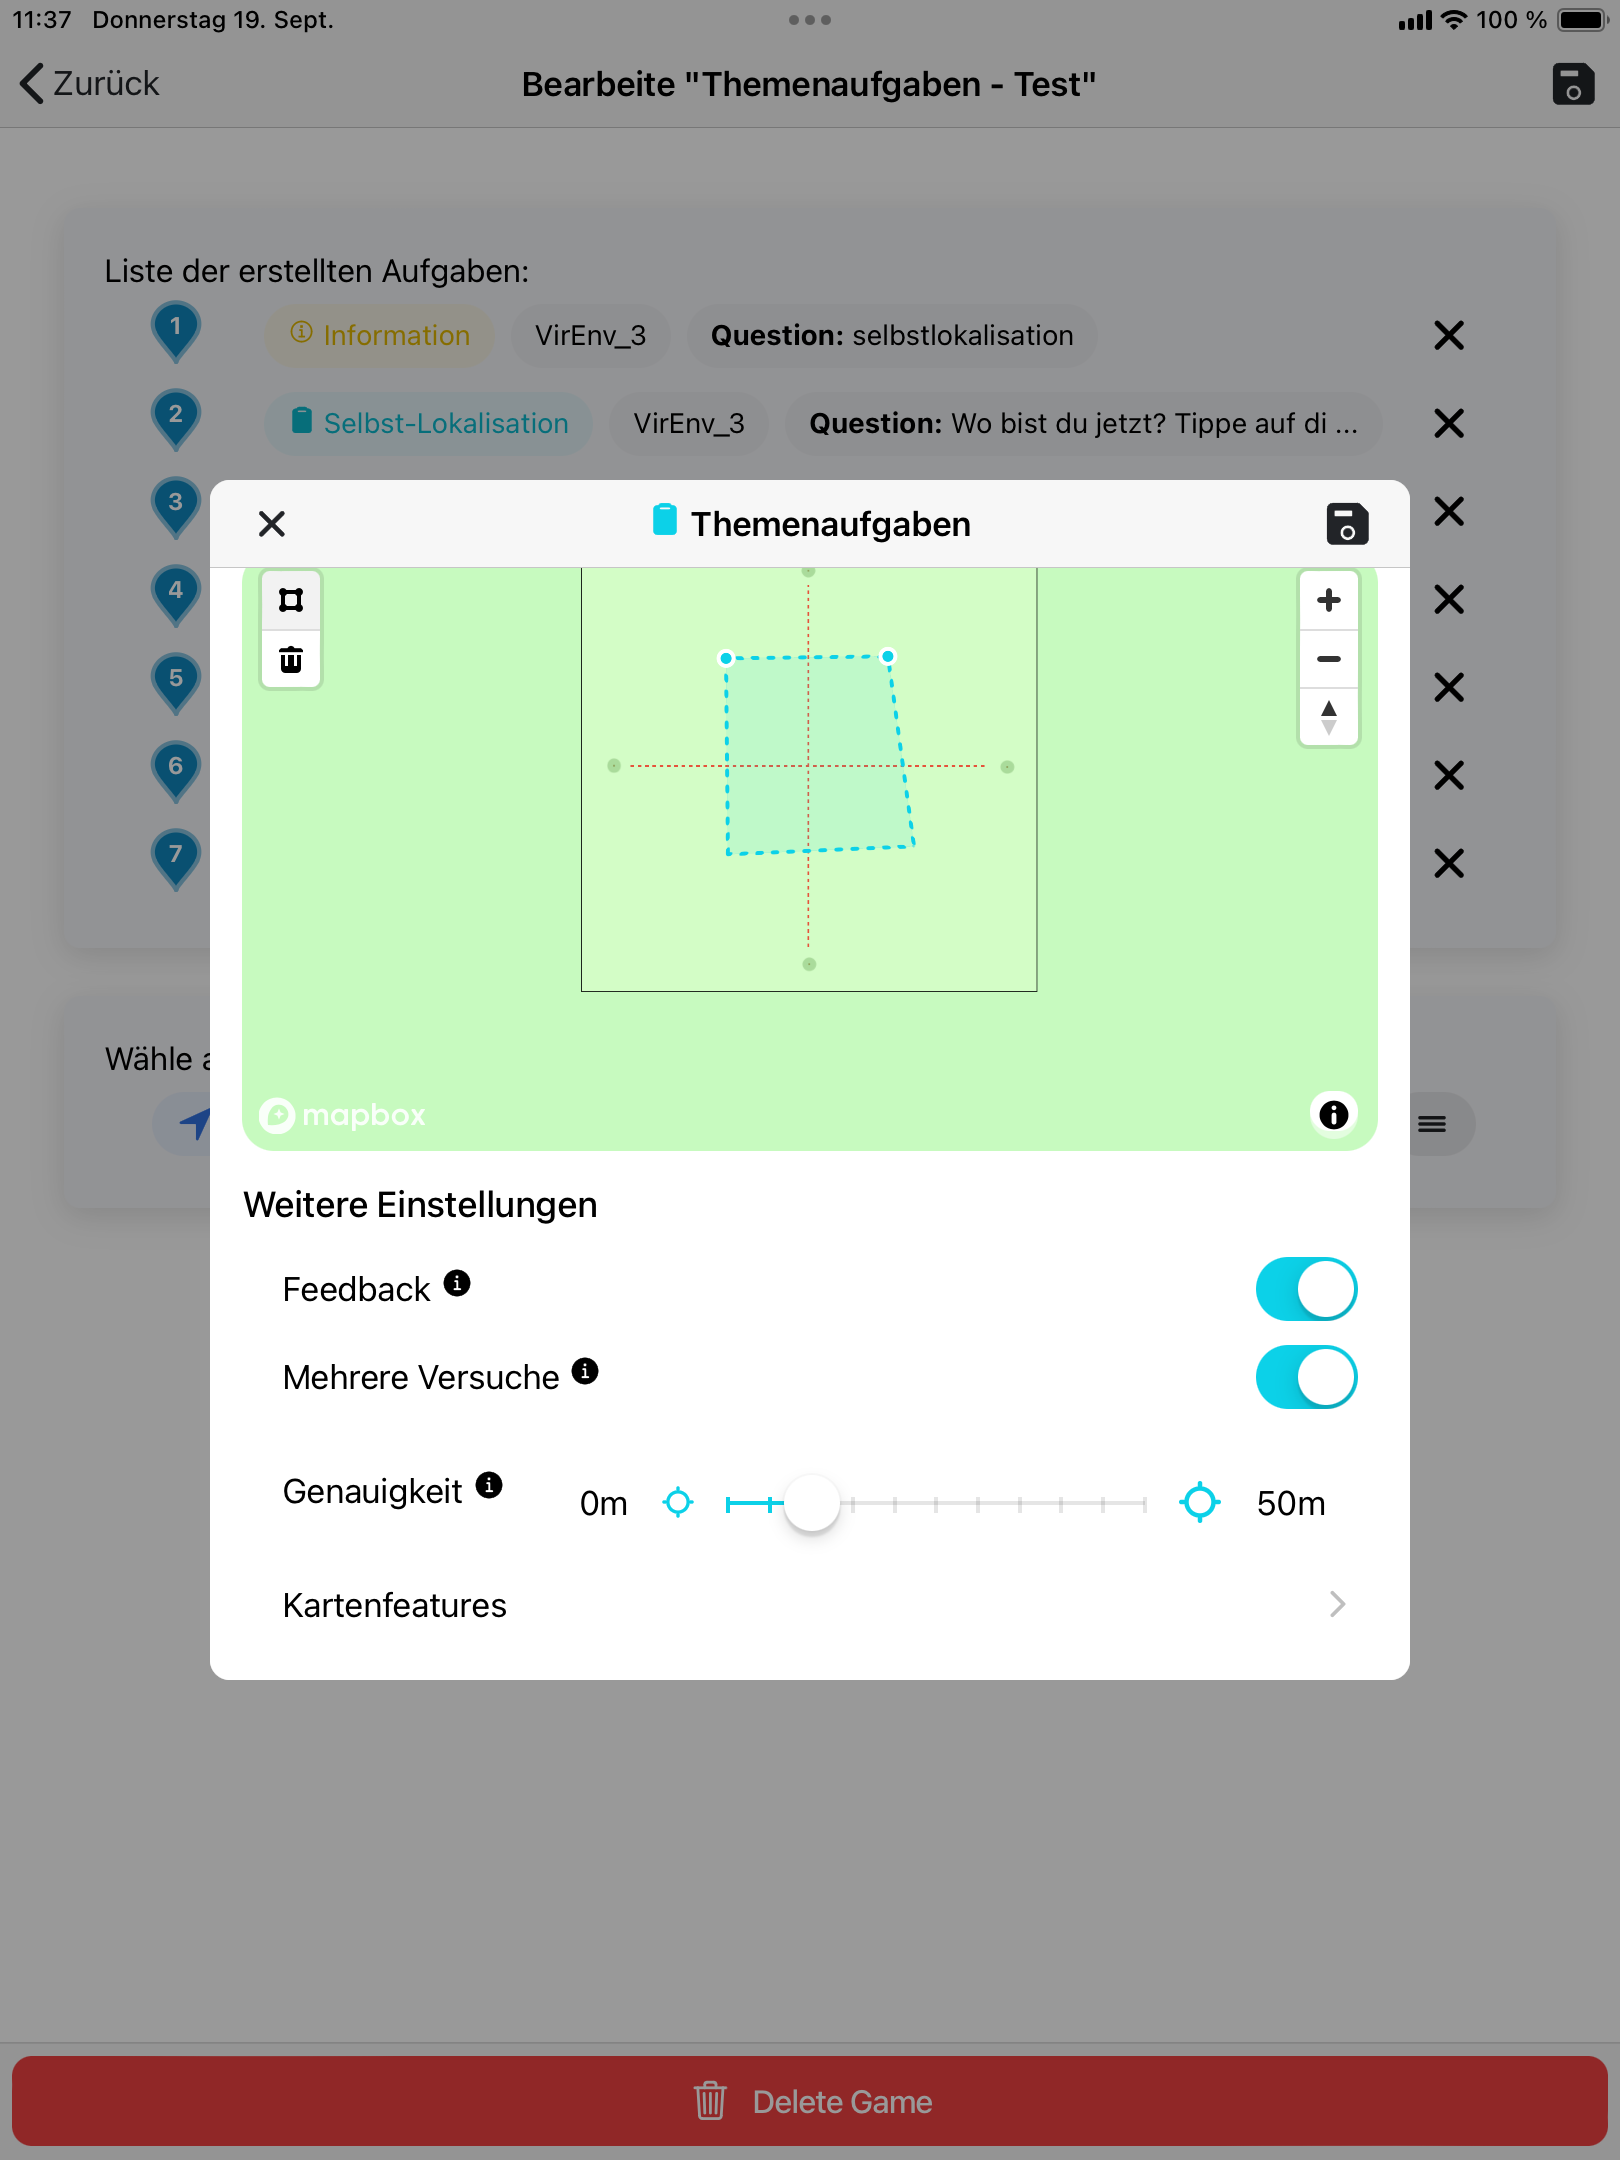 11:37 Donnerstag 19. Sept. 100 %
Zurück
Bearbeite "Themenaufgaben - Test"
Liste der erstellten Aufgaben:
1 Information VirEnv_3 Question: selbstlokalisation
2 Selbst-Lokalisation VirEnv_3 Question: Wo bist du jetzt? Tippe auf di ...
3
4
5
6
7
Themenaufgaben
Wähle
mapbox
Weitere Einstellungen
Feedback
Mehrere Versuche
Genauigkeit 0m 50m
Kartenfeatures
Delete Game